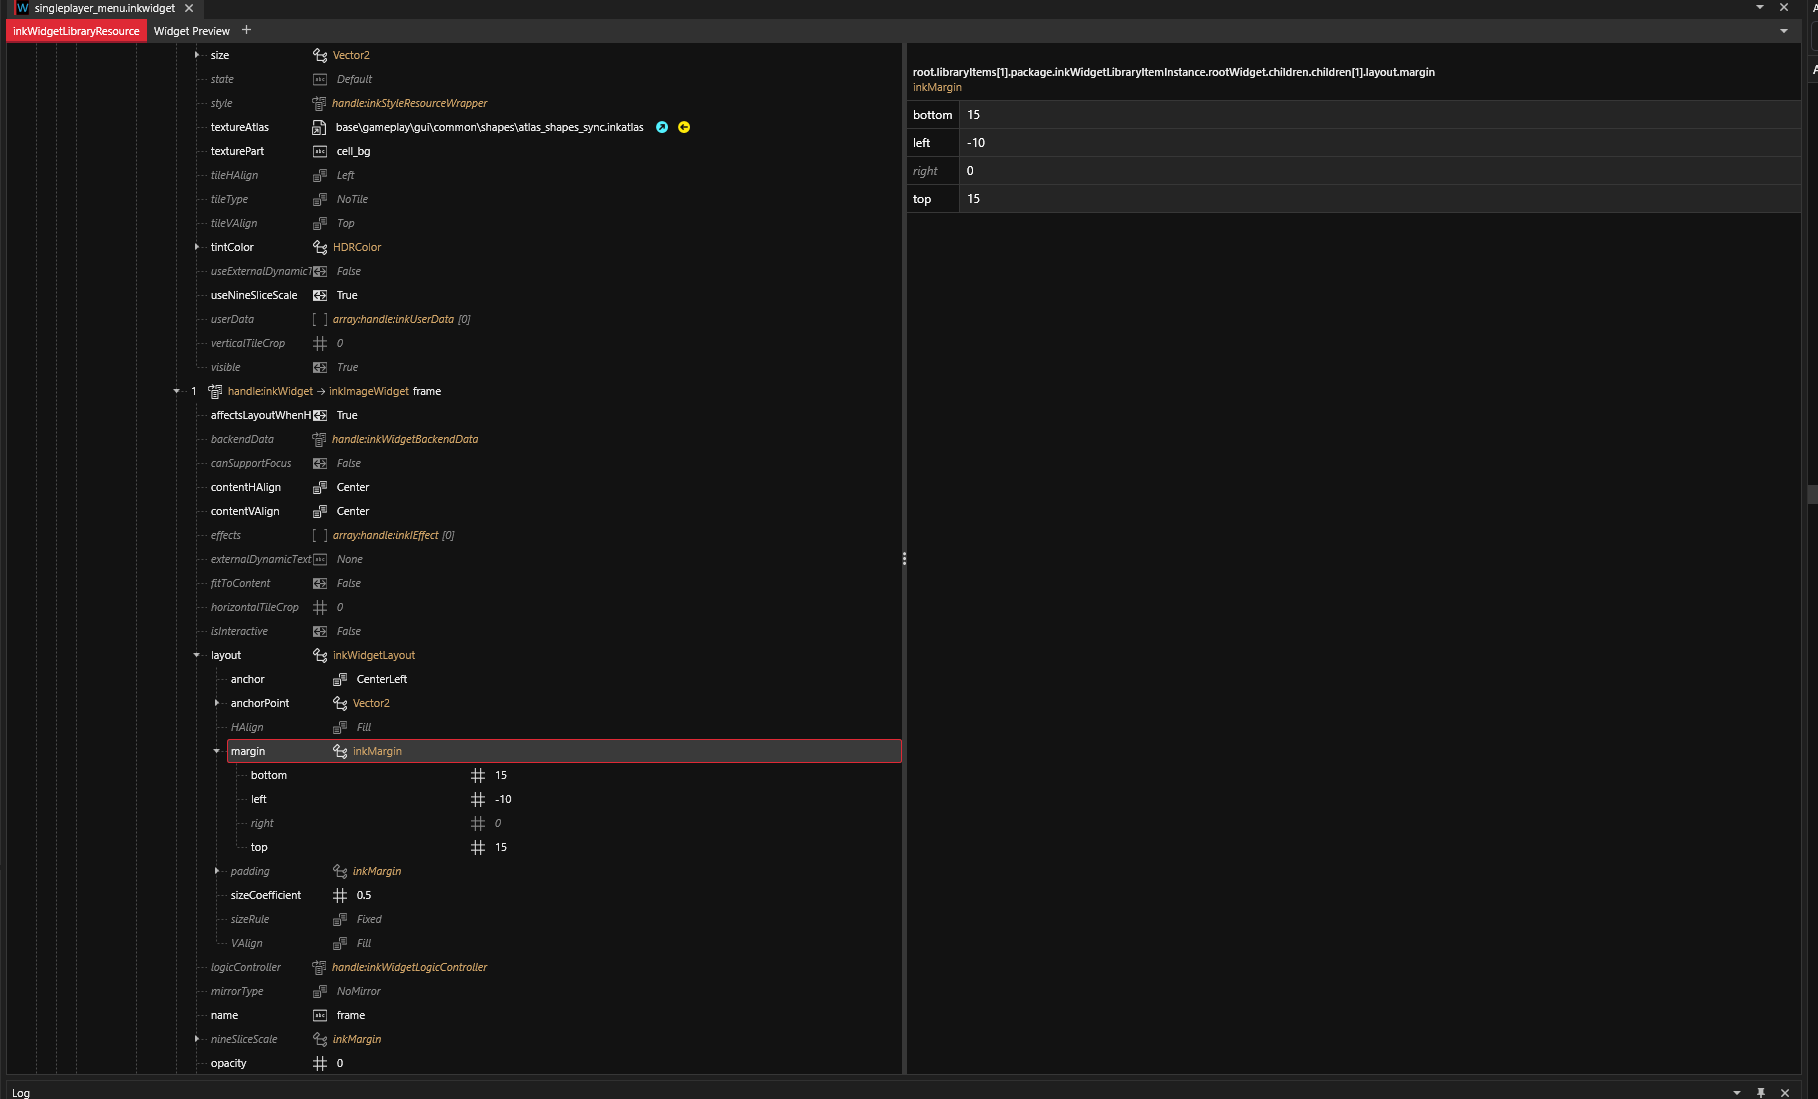 singleplayer_menu.inkwidget
inkWidgetLibraryResource Widget Preview
size Vector2
state Default
style handle:inkStyleResourceWrapper
textureAtlas base\gameplay\gui\common\shapes\atlas_shapes_sync.inkatlas
texturePart cell_bg
tileHAlign Left
tileType NoTile
tileVAlign Top
tintColor HDRColor
useExternalDynamicT False
useNineSliceScale True
userData [ ] array:handle:inkUserData [0]
verticalTileCrop 0
visible True
1 handle:inkWidget → inkImageWidget frame
affectsLayoutWhenH True
backendData handle:inkWidgetBackendData
canSupportFocus False
contentHAlign Center
contentVAlign Center
effects [ ] array:handle:inkIEffect [0]
externalDynamicText None
fitToContent False
horizontalTileCrop 0
isInteractive False
layout inkWidgetLayout
anchor CenterLeft
anchorPoint Vector2
HAlign Fill
margin inkMargin
bottom 15
left -10
right 0
top 15
padding inkMargin
sizeCoefficient 0.5
sizeRule Fixed
VAlign Fill
logicController handle:inkWidgetLogicController
mirrorType NoMirror
name frame
nineSliceScale inkMargin
opacity 0
root.libraryItems[1].package.inkWidgetLibraryItemInstance.rootWidget.children.children[1].layout.margin
inkMargin
bottom 15
left -10
right 0
top 15
Log